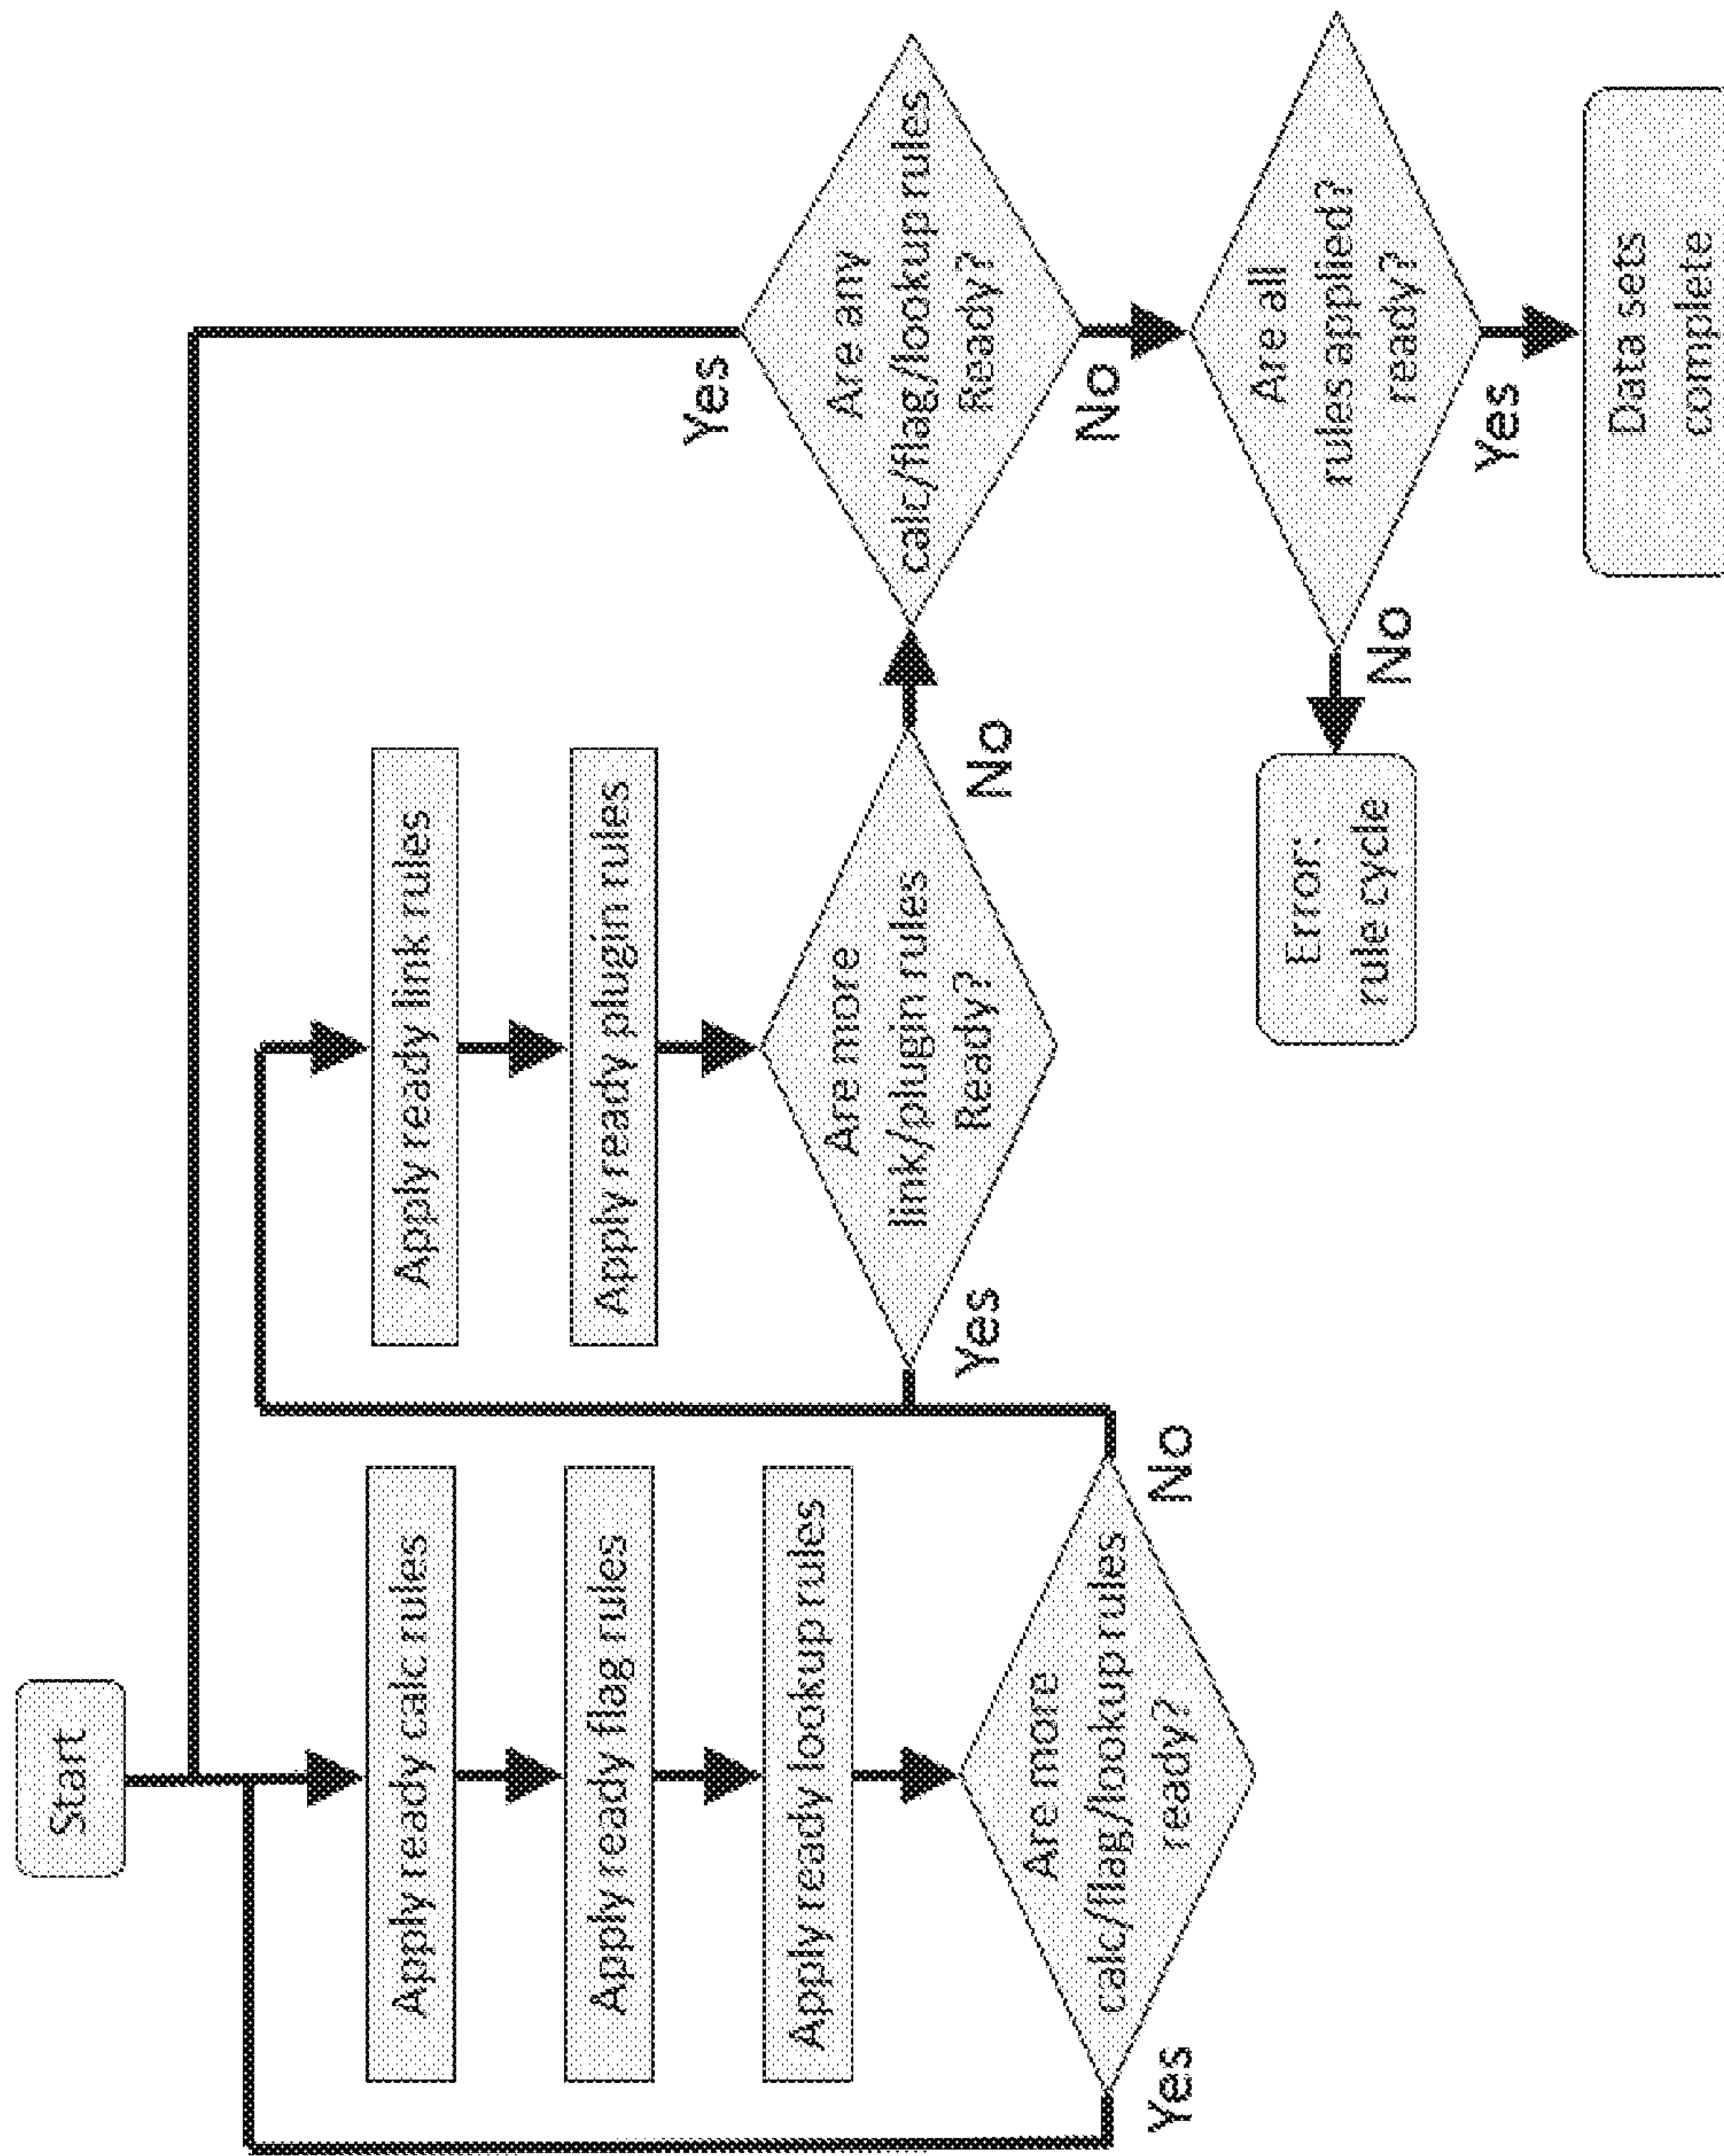 Start
Apply ready calc rules
Apply ready flag rules
Apply ready lookup rules
Are more
calc/flag/lookup rules
ready?
Yes
No
Apply ready link rules
Apply ready plugin rules
Are more
link/plugin rules
Ready?
Yes
No
Are any
calc/flag/lookup rules
Ready?
Yes
No
Are all
rules applied?
ready?
No
Yes
Error:
rule cycle
Data sets
complete